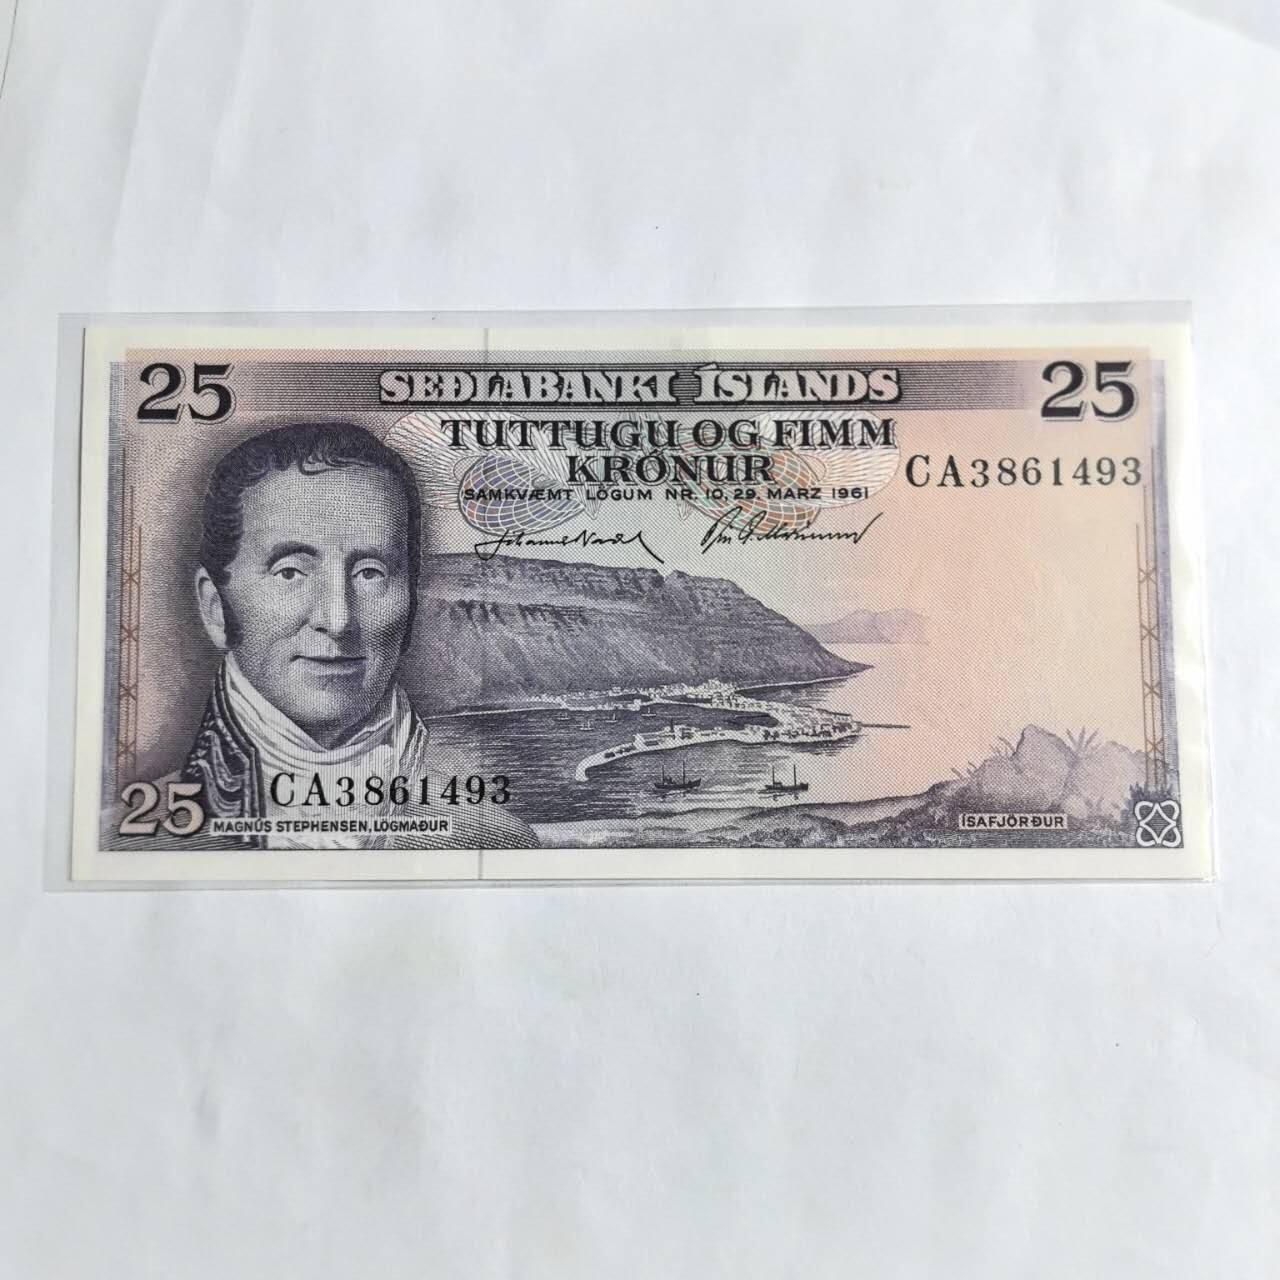 25 SEÐLABANKI ÍSLANDS 25
TUTTUGU OG FIMM
KRÓNUR
CA3861493
SAMKVÆMT LÖGUM NR. 10, 29. MARZ 1961
CA3861493
25 MAGNÚS STEPHENSEN, LÖGMAÐUR
ÍSAFJÖRÐUR